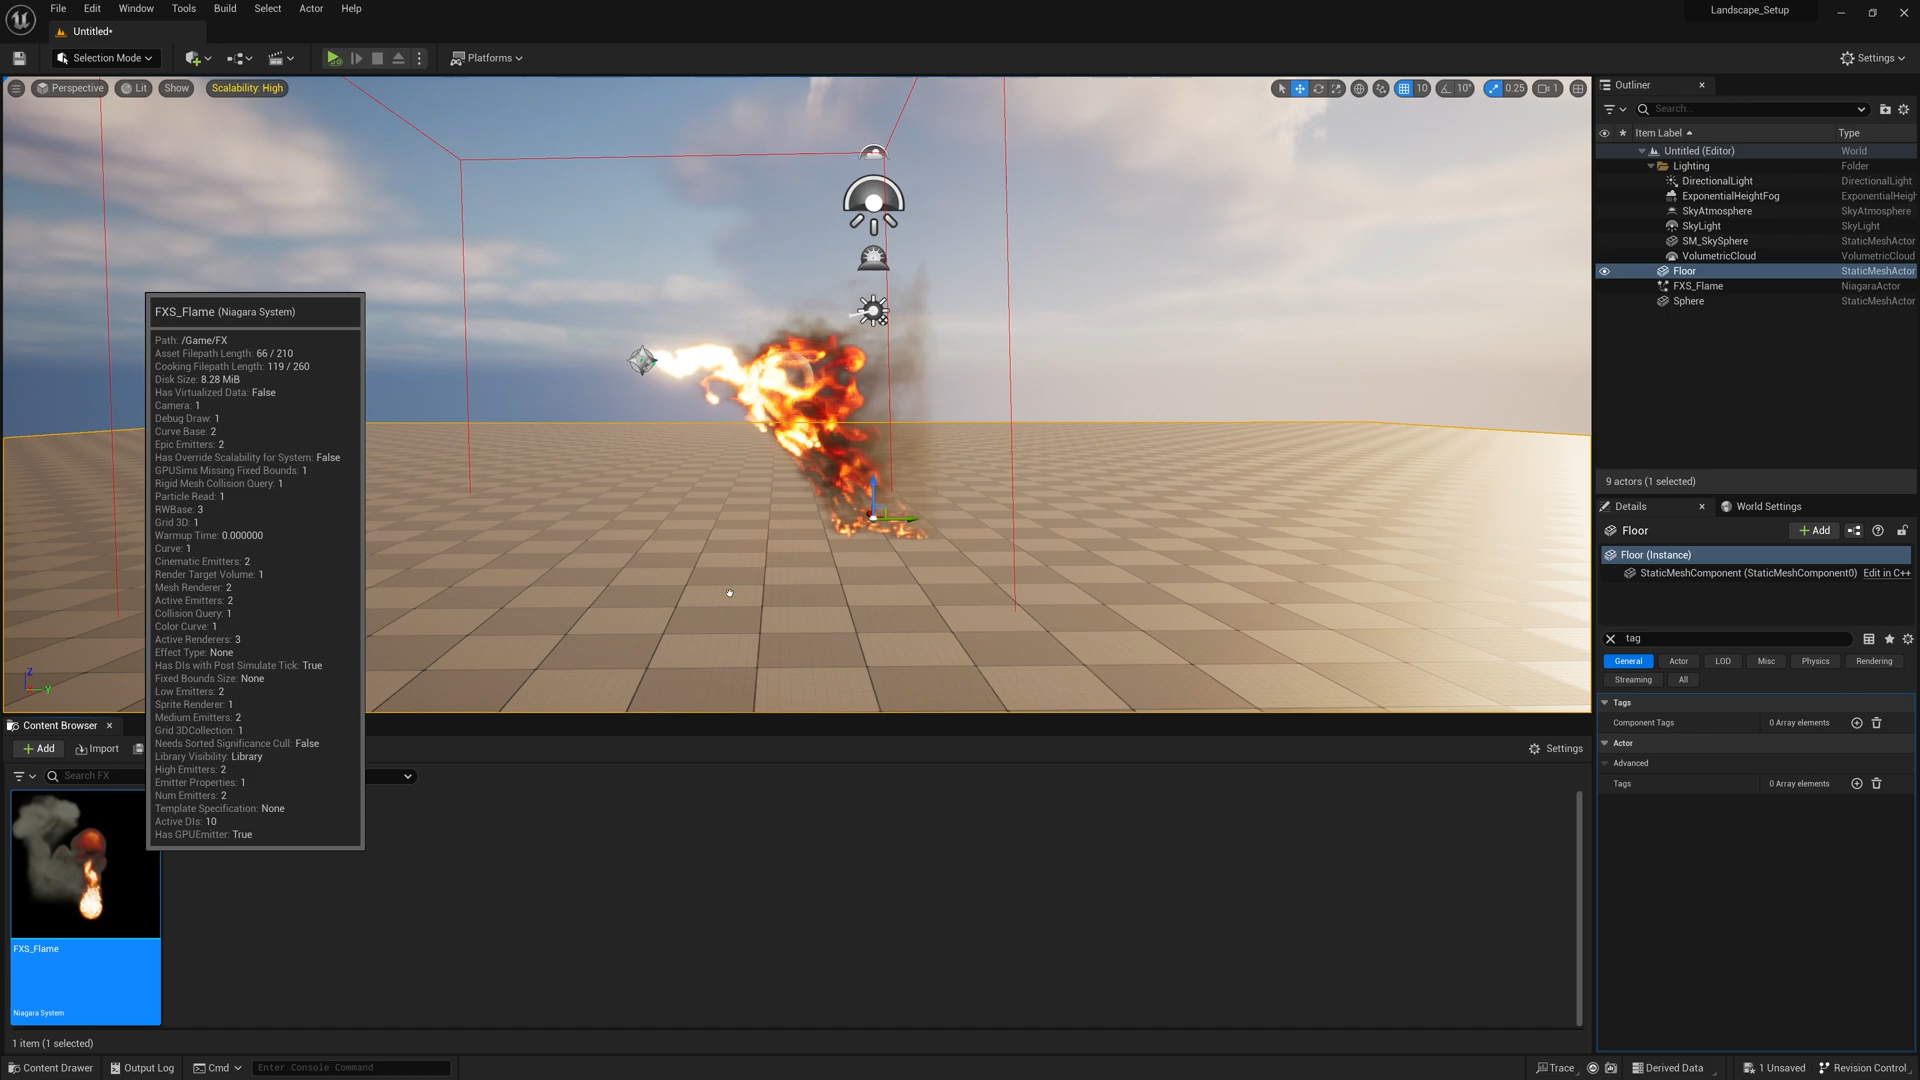 File Edit Window Tools Build Select Actor Help
Landscape_Setup
Untitled*
Selection Mode
Platforms
Settings
Perspective Lit Show Scalability: High
10 10° 0.25 1
Outliner
Search...
Item Label Type
Untitled (Editor) World
Lighting Folder
DirectionalLight DirectionalLight
ExponentialHeightFog ExponentialHeigh
SkyAtmosphere SkyAtmosphere
SkyLight SkyLight
SM_SkySphere StaticMeshActor
VolumetricCloud VolumetricCloud
Floor StaticMeshActor
FXS_Flame NiagaraActor
Sphere StaticMeshActor
9 actors (1 selected)
Details World Settings
Floor
Add
Floor (Instance)
StaticMeshComponent (StaticMeshComponent0) Edit in C++
tag
General Actor LOD Misc Physics Rendering
Streaming All
Tags
Component Tags 0 Array elements
Actor
Advanced
Tags 0 Array elements
FXS_Flame (Niagara System)
Path: /Game/FX
Asset Filepath Length: 66 / 210
Cooking Filepath Length: 119 / 260
Disk Size: 8.28 MiB
Has Virtualized Data: False
Camera: 1
Debug Draw: 1
Curve Base: 2
Epic Emitters: 2
Has Override Scalability for System: False
GPUSims Missing Fixed Bounds: 1
Rigid Mesh Collision Query: 1
Particle Read: 1
RWBase: 3
Grid 3D: 1
Warmup Time: 0.000000
Curve: 1
Cinematic Emitters: 2
Render Target Volume: 1
Mesh Renderer: 2
Active Emitters: 2
Collision Query: 1
Color Curve: 1
Active Renderers: 3
Effect Type: None
Has DIs with Post Simulate Tick: True
Fixed Bounds Size: None
Low Emitters: 2
Sprite Renderer: 1
Medium Emitters: 2
Grid 3DCollection: 1
Needs Sorted Significance Cull: False
Library Visibility: Library
High Emitters: 2
Emitter Properties: 1
Num Emitters: 2
Template Specification: None
Active DIs: 10
Has GPUEmitter: True
Z
Y
Content Browser
Add Import
Settings
Search FX
FXS_Flame
Niagara System
1 item (1 selected)
Content Drawer Output Log Cmd Enter Console Command
Trace Derived Data 1 Unsaved Revision Control